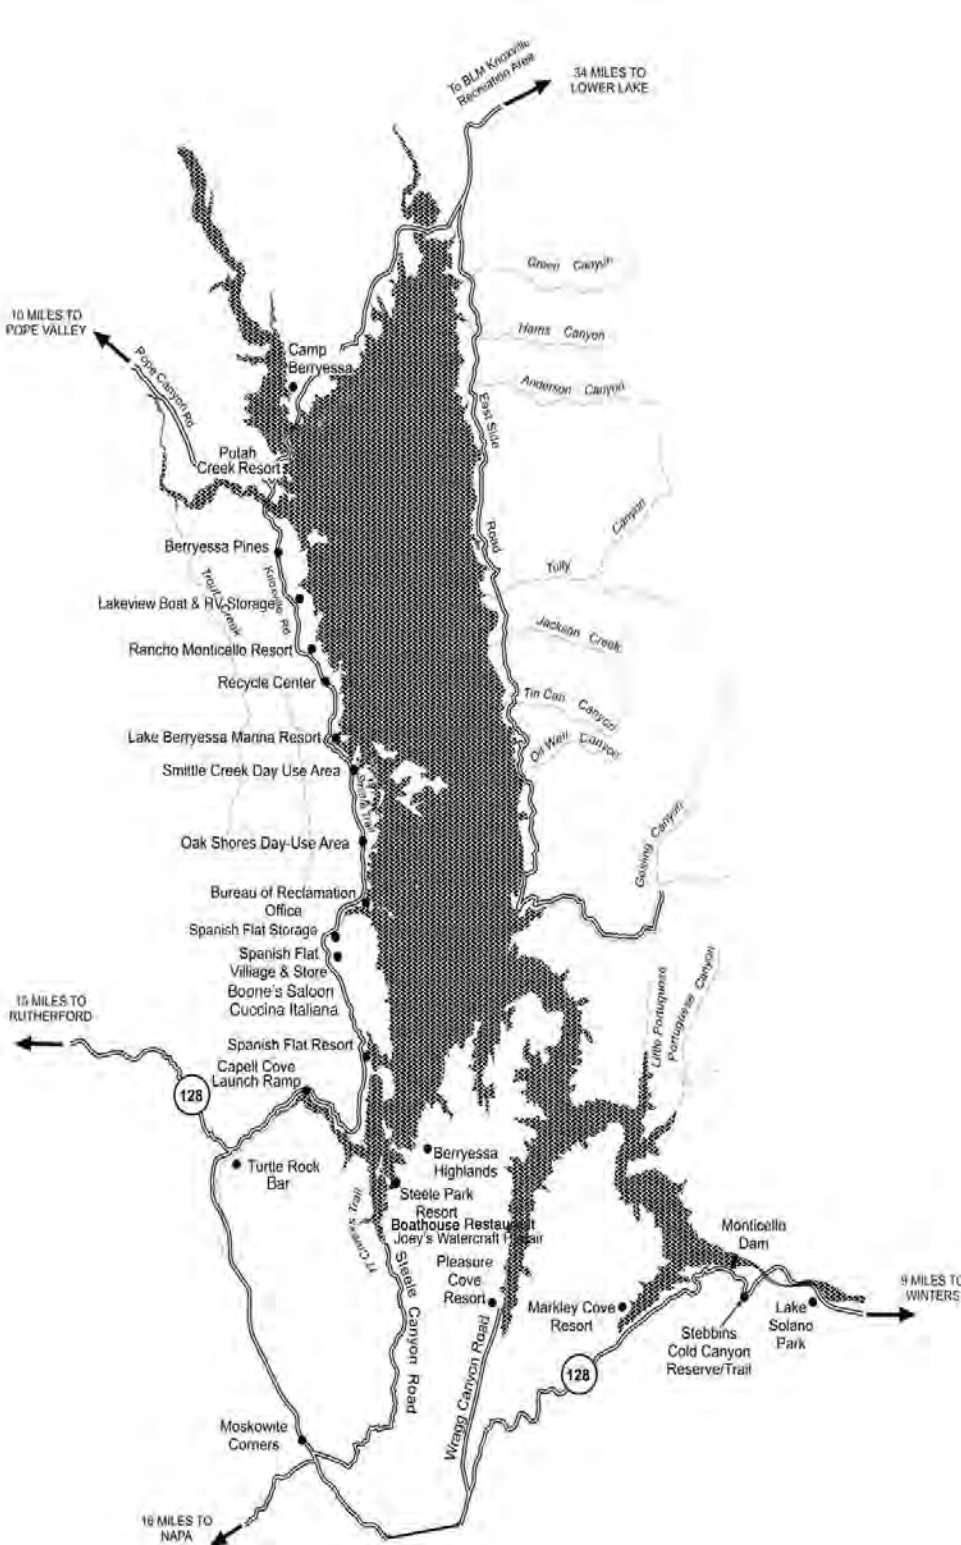 To BLM Knoxville
Recreation Area
34 MILES TO
LOWER LAKE
Green Canyon
10 MILES TO
POPE VALLEY
Harris Canyon
Camp
Berryessa
Pope Canyon Rd
Anderson Canyon
East Side
Road
Putah
Creek Resort
Canyon
Tully
Berryessa Pines
Knoxville Rd
Trout Creek
Lakeview Boat & RV Storage
Jackson Creek
Rancho Monticello Resort
Recycle Center
Tin Can Canyon
Lake Berryessa Marina Resort
Oil Well Canyon
Smittle Creek Day Use Area
Trail
Oak Shores Day-Use Area
Canyon
Bureau of Reclamation
Office
Spanish Flat Storage
Spanish Flat
Village & Store
Boone's Saloon
Cuccina Italiana
Little Portuguese
Portuguese Canyon
15 MILES TO
RUTHERFORD
Spanish Flat Resort
Capell Cove
Launch Ramp
128
Turtle Rock
Bar
Berryessa
Highlands
Steele Park
Resort
Boathouse Restaurant
Joey's Watercraft Repair
Trail
Steele Canyon Road
Monticello
Dam
Pleasure
Cove
Resort
9 MILES TO
WINTERS
Markley Cove
Resort
Lake
Solano
Park
Stebbins
Cold Canyon
Reserve/Trail
128
Wragg Canyon Road
Moskowite
Corners
16 MILES TO
NAPA